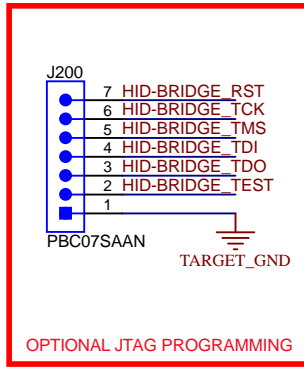 J200
7 HID-BRIDGE_RST
6 HID-BRIDGE_TCK
5 HID-BRIDGE_TMS
4 HID-BRIDGE_TDI
3 HID-BRIDGE_TDO
2 HID-BRIDGE_TEST
1
PBC07SAAN
TARGET_GND
OPTIONAL JTAG PROGRAMMING